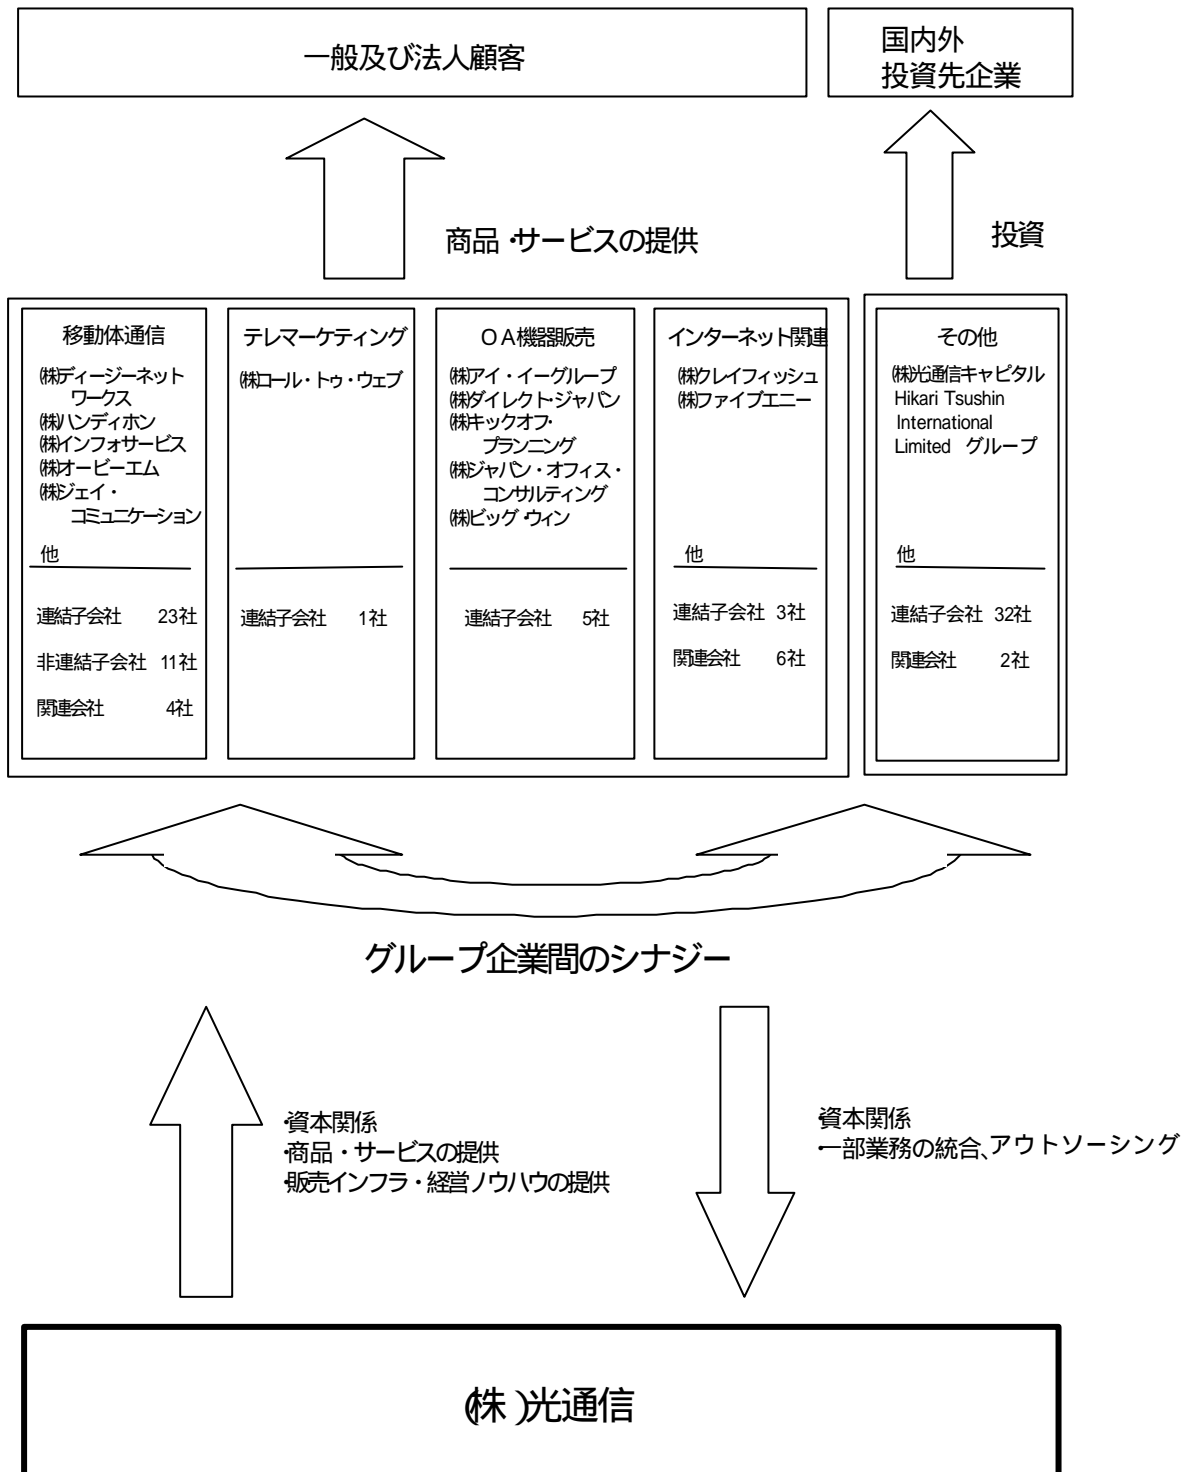 一般及び法人顧客
国内外
投資先企業
商品・サービスの提供
投資
移動体通信
㈱ディージーネット
ワークス
㈱ハンディホン
㈱インフォサービス
㈱オービーエム
㈱ジェイ・
コミュニケーション
他
連結子会社 23社
非連結子会社 11社
関連会社 4社
テレマーケティング
㈱コール・トゥ・ウェブ
連結子会社 1社
OA機器販売
㈱アイ・イーグループ
㈱ダイレクト・ジャパン
㈱キックオフ・
プランニング
㈱ジャパン・オフィス・
コンサルティング
㈱ビッグ・ウィン
連結子会社 5社
インターネット関連
㈱クレイフィッシュ
㈱ファイブエニー
他
連結子会社 3社
関連会社 6社
その他
㈱光通信キャピタル
Hikari Tsushin
International
Limited グループ
他
連結子会社 32社
関連会社 2社
グループ企業間のシナジー
・資本関係
・商品・サービスの提供
・販売インフラ・経営ノウハウの提供
・資本関係
・一部業務の統合、アウトソーシング
(株)光通信